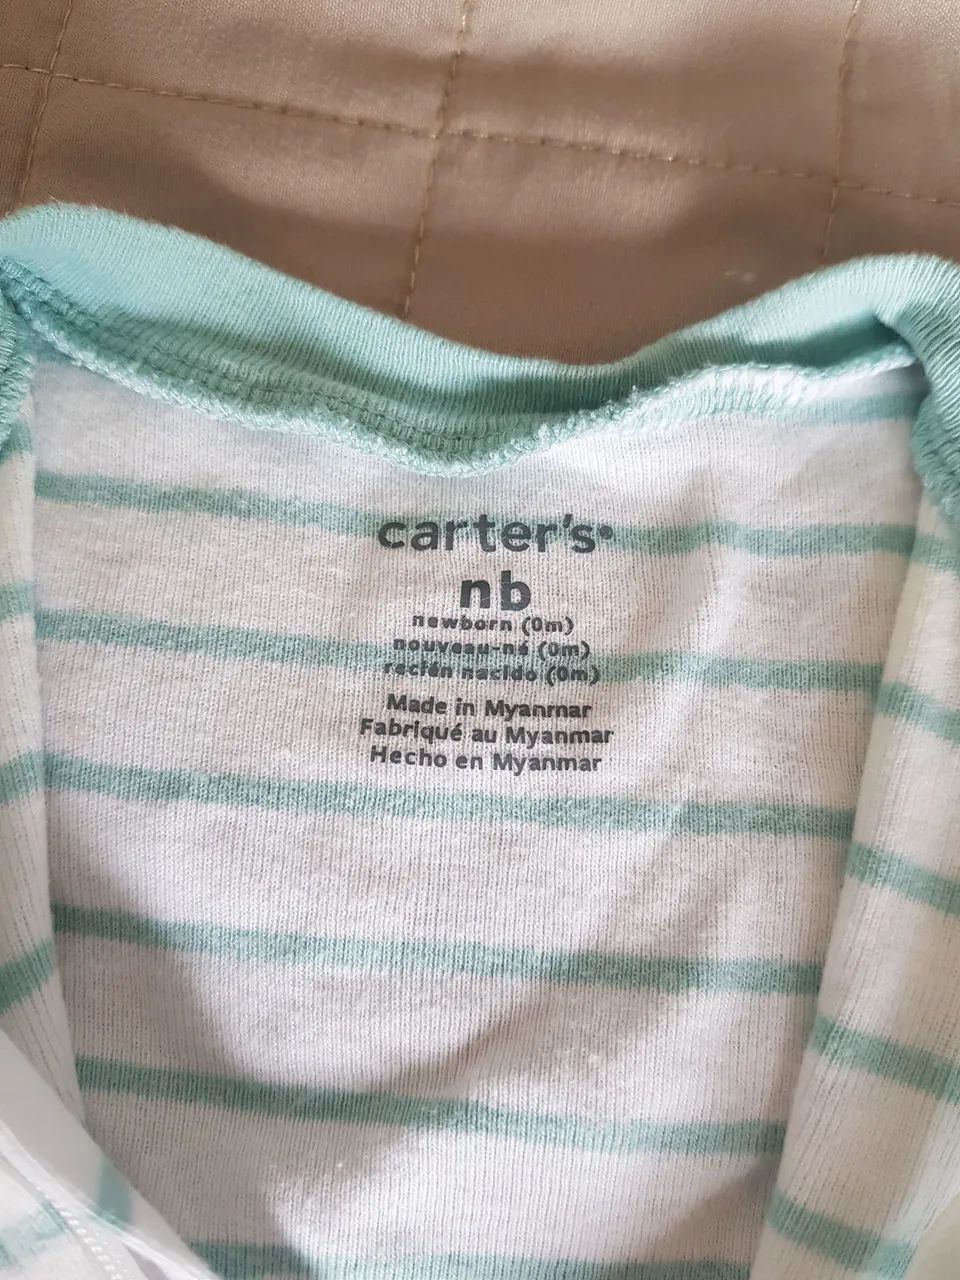 carter's®
nb
newborn (0m)
nouveau-né (0m)
recién nacido (0m)
Made in Myanmar
Fabriqué au Myanmar
Hecho en Myanmar